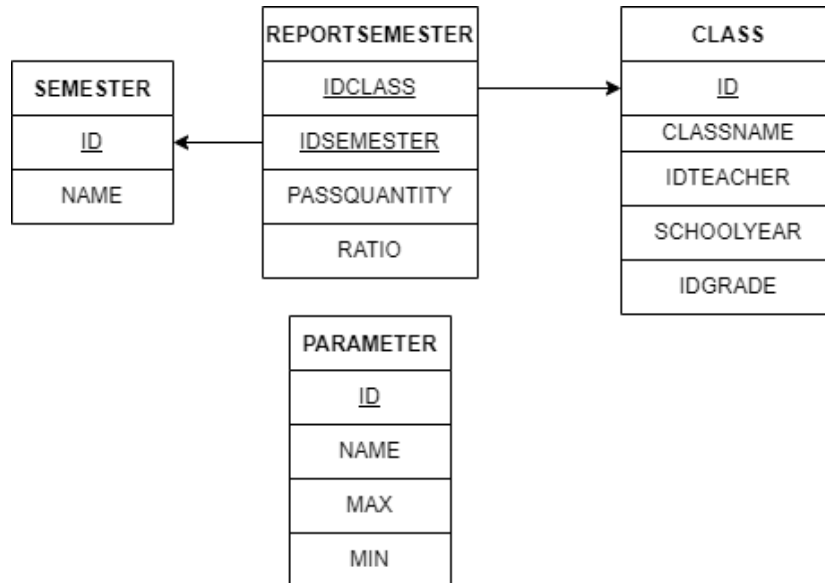 SEMESTER
ID
NAME
REPORTSEMESTER
IDCLASS
IDSEMESTER
PASSQUANTITY
RATIO
CLASS
ID
CLASSNAME
IDTEACHER
SCHOOLYEAR
IDGRADE
PARAMETER
ID
NAME
MAX
MIN